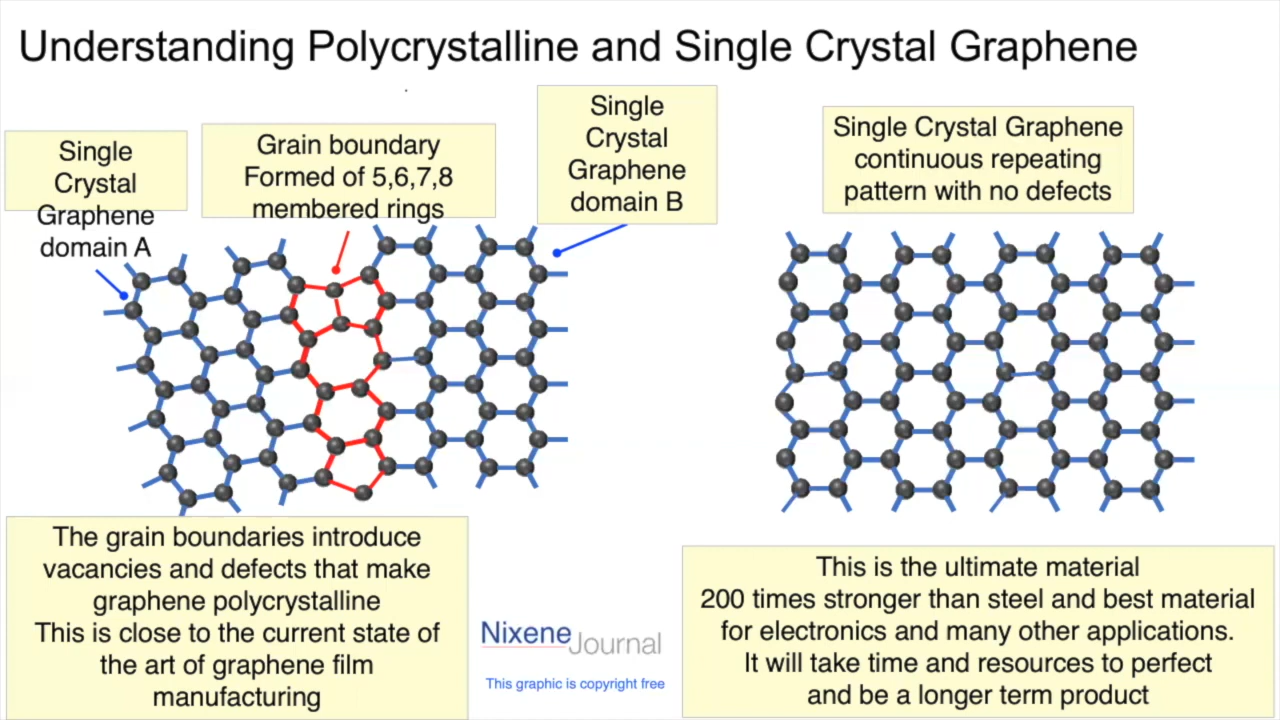 Understanding Polycrystalline and Single Crystal Graphene
Single
Crystal
Graphene
domain A
Grain boundary
Formed of 5,6,7,8
membered rings
Single
Crystal
Graphene
domain B
Single Crystal Graphene
continuous repeating
pattern with no defects
The grain boundaries introduce
vacancies and defects that make
graphene polycrystalline
This is close to the current state of
the art of graphene film
manufacturing
Nixene Journal
This graphic is copyright free
This is the ultimate material
200 times stronger than steel and best material
for electronics and many other applications.
It will take time and resources to perfect
and be a longer term product